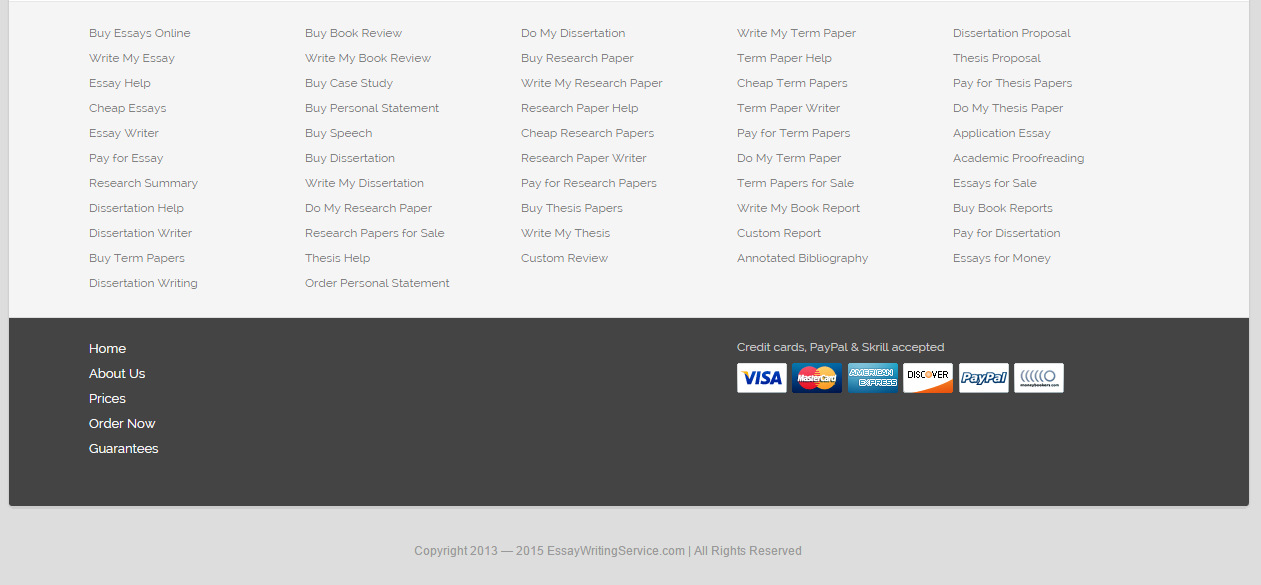 Buy Essays Online
Write My Essay
Essay Help
Cheap Essays
Essay Writer
Pay for Essay
Research Summary
Dissertation Help
Dissertation Writer
Buy Term Papers
Dissertation Writing
Buy Book Review
Write My Book Review
Buy Case Study
Buy Personal Statement
Buy Speech
Buy Dissertation
Write My Dissertation
Do My Research Paper
Research Papers for Sale
Thesis Help
Order Personal Statement
Do My Dissertation
Buy Research Paper
Write My Research Paper
Research Paper Help
Cheap Research Papers
Research Paper Writer
Pay for Research Papers
Buy Thesis Papers
Write My Thesis
Custom Review
Write My Term Paper
Term Paper Help
Cheap Term Papers
Term Paper Writer
Pay for Term Papers
Do My Term Paper
Term Papers for Sale
Write My Book Report
Custom Report
Annotated Bibliography
Dissertation Proposal
Thesis Proposal
Pay for Thesis Papers
Do My Thesis Paper
Application Essay
Academic Proofreading
Essays for Sale
Buy Book Reports
Pay for Dissertation
Essays for Money
Home
About Us
Prices
Order Now
Guarantees
Credit cards, PayPal & Skrill accepted
VISA
MasterCard
AMERICAN
EXPRESS
DISCOVER
PayPal
moneybookers.com
Copyright 2013 — 2015 EssayWritingService.com | All Rights Reserved